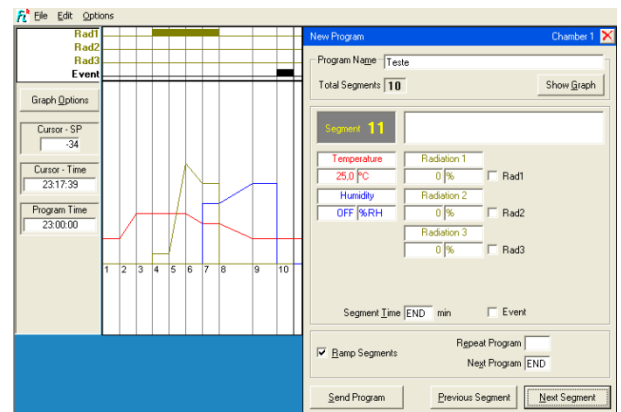 File Edit Options
Rad1
Rad2
Rad3
Event
Graph Options
Cursor - SP
-34
Cursor - Time
23:17:39
Program Time
23:00:00
1 2 3 4 5 6 7 8 9 10
New Program Chamber 1
Program Name Teste
Total Segments 10 Show Graph
Segment 11
Temperature Radiation 1
25,0 °C 0 % Rad1
Humidity Radiation 2
OFF %RH 0 % Rad2
Radiation 3
0 % Rad3
Segment Time END min Event
Ramp Segments
Repeat Program
Next Program END
Send Program Previous Segment Next Segment